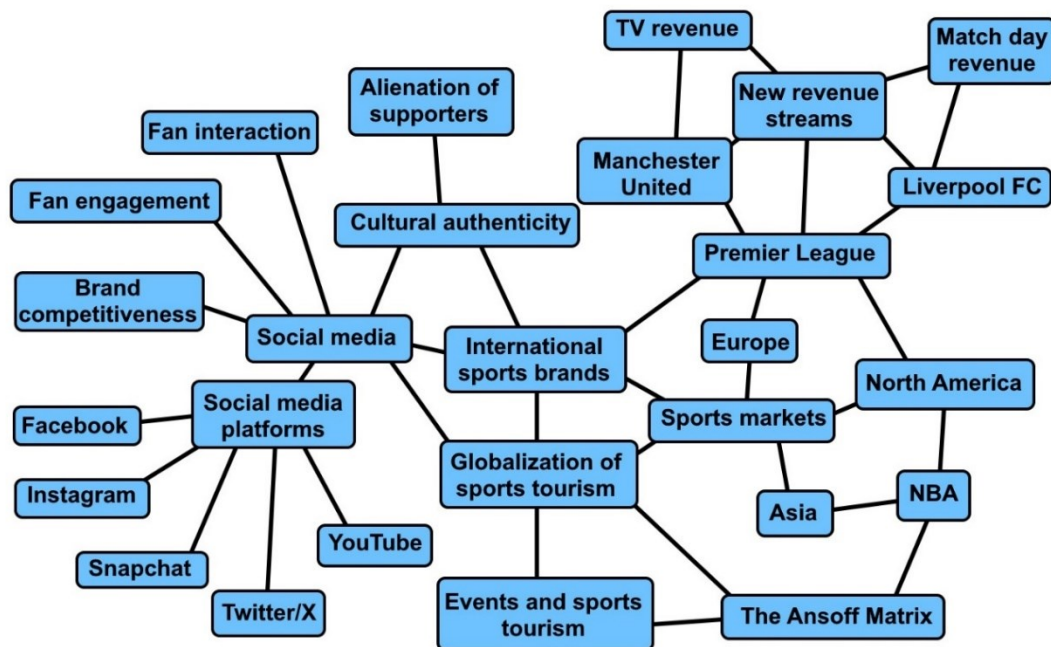 TV revenue
Match day
revenue
Alienation of
supporters
New revenue
streams
Fan interaction
Manchester
United
Liverpool FC
Fan engagement
Cultural authenticity
Premier League
Brand
competitiveness
Social media
International
sports brands
Europe
North America
Social media
platforms
Sports markets
Facebook
Globalization of
sports tourism
Instagram
Asia
NBA
YouTube
Snapchat
Twitter/X
Events and sports
tourism
The Ansoff Matrix